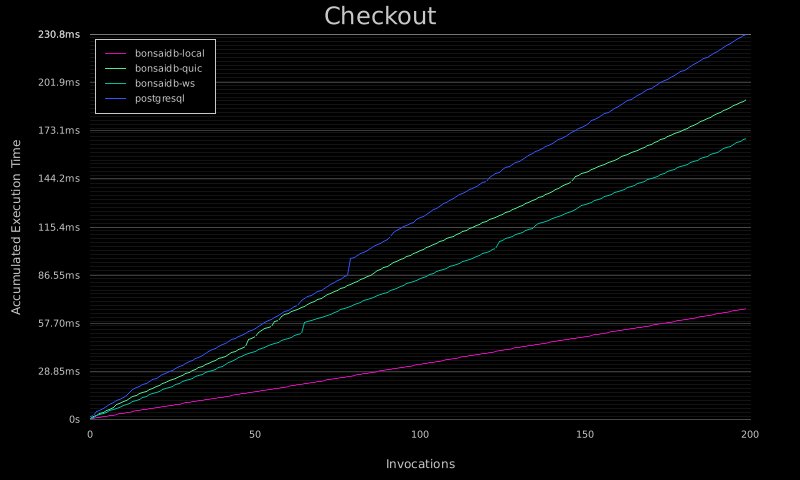 Checkout
230.8ms
201.9ms
173.1ms
144.2ms
115.4ms
86.55ms
57.70ms
28.85ms
0s
Accumulated Execution Time
bonsaidb-local
bonsaidb-quic
bonsaidb-ws
postgresql
0 50 100 150 200
Invocations